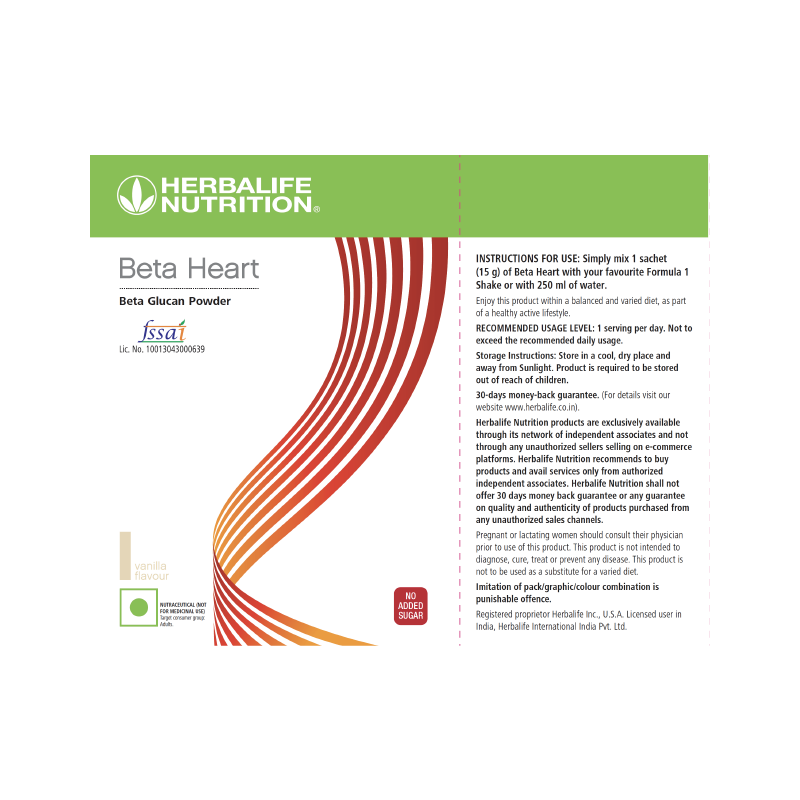 HERBALIFE
NUTRITION®
Beta Heart
Beta Glucan Powder
fssai
Lic. No. 10013043000639
vanilla
flavour
NUTRACEUTICAL (NOT
FOR MEDICINAL USE)
Target consumer group:
Adults
NO
ADDED
SUGAR
INSTRUCTIONS FOR USE: Simply mix 1 sachet
(15 g) of Beta Heart with your favourite Formula 1
Shake or with 250 ml of water.
Enjoy this product within a balanced and varied diet, as part
of a healthy active lifestyle.
RECOMMENDED USAGE LEVEL: 1 serving per day. Not to
exceed the recommended daily usage.
Storage Instructions: Store in a cool, dry place and
away from Sunlight. Product is required to be stored
out of reach of children.
30-days money-back guarantee. (For details visit our
website www.herbalife.co.in).
Herbalife Nutrition products are exclusively available
through its network of independent associates and not
through any unauthorized sellers selling on e-commerce
platforms. Herbalife Nutrition recommends to buy
products and avail services only from authorized
independent associates. Herbalife Nutrition shall not
offer 30 days money back guarantee or any guarantee
on quality and authenticity of products purchased from
any unauthorized sales channels.
Pregnant or lactating women should consult their physician
prior to use of this product. This product is not intended to
diagnose, cure, treat or prevent any disease. This product is
not to be used as a substitute for a varied diet.
Imitation of pack/graphic/colour combination is
punishable offence.
Registered proprietor Herbalife Inc., U.S.A. Licensed user in
India, Herbalife International India Pvt. Ltd.